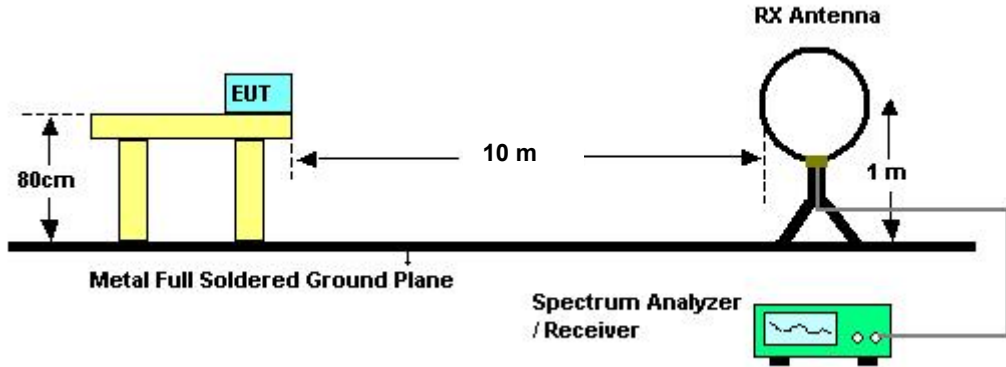 RX Antenna
EUT
10 m
80cm
1 m
Metal Full Soldered Ground Plane
Spectrum Analyzer
/ Receiver